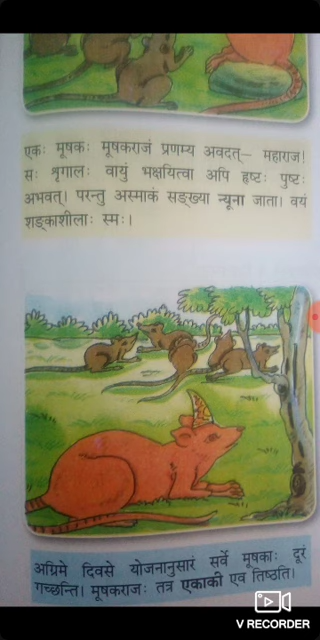 एकः मूषकः मूषकराजं प्रणम्य अवदत्– महाराज!
सः श्रृगालः वायुं भक्षयित्वा अपि हृष्टः पुष्टः
अभवत्। परन्तु अस्माकं सङ्ख्या न्यूना जाता। वयं
शङ्काशीलाः स्मः।
अग्रिमे दिवसे योजनानुसारं सर्वे मूषकाः दूरं
गच्छन्ति। मूषकराजः तत्र एकाकी एव तिष्ठति।
V RECORDER